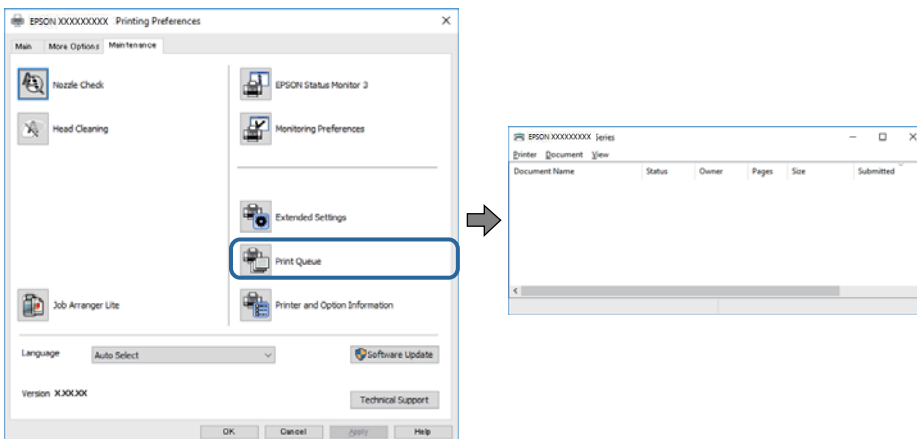 EPSON XXXXXXXXX Printing Preferences
Main More Options Maintenance
Nozzle Check
EPSON Status Monitor 3
Head Cleaning
Monitoring Preferences
Extended Settings
Print Queue
Job Arranger Lite
Printer and Option Information
Language
Auto Select
Software Update
Version X.XX.XX
Technical Support
OK Cancel Apply Help
EPSON XXXXXXXXX Series
Printer Document View
Document Name Status Owner Pages Size Submitted